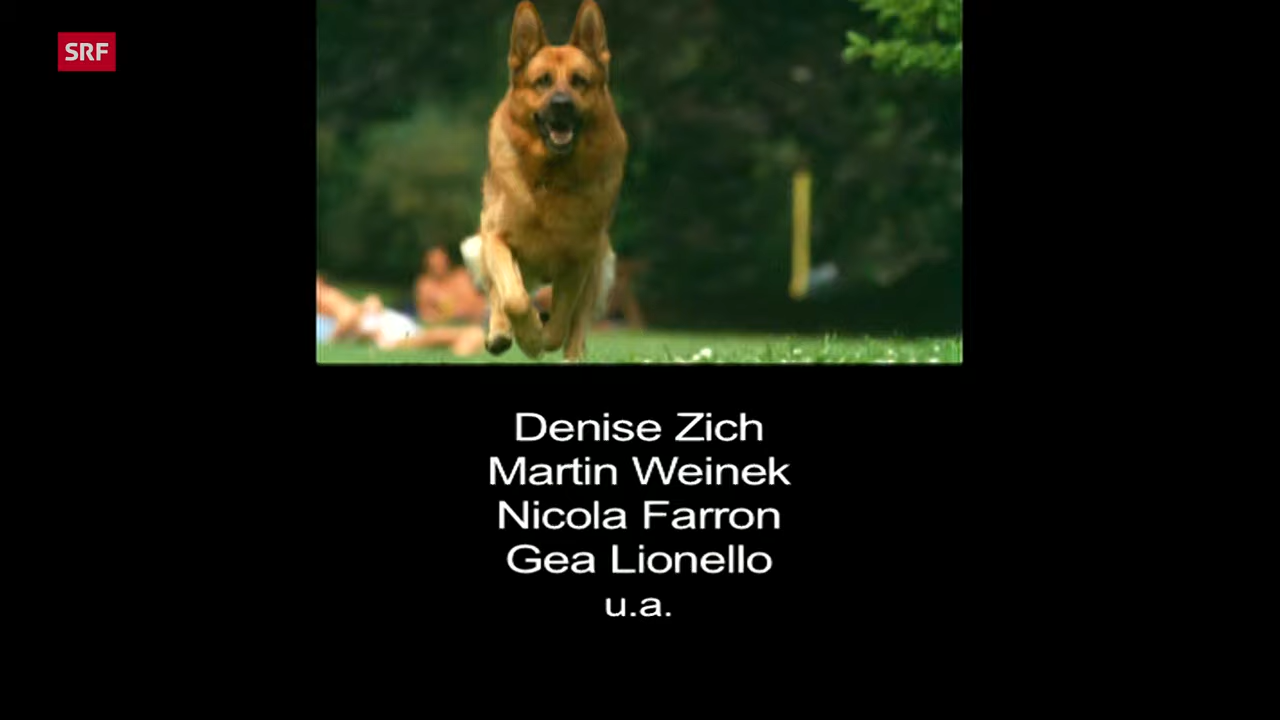 SRF
Denise Zich
Martin Weinek
Nicola Farron
Gea Lionello
u.a.